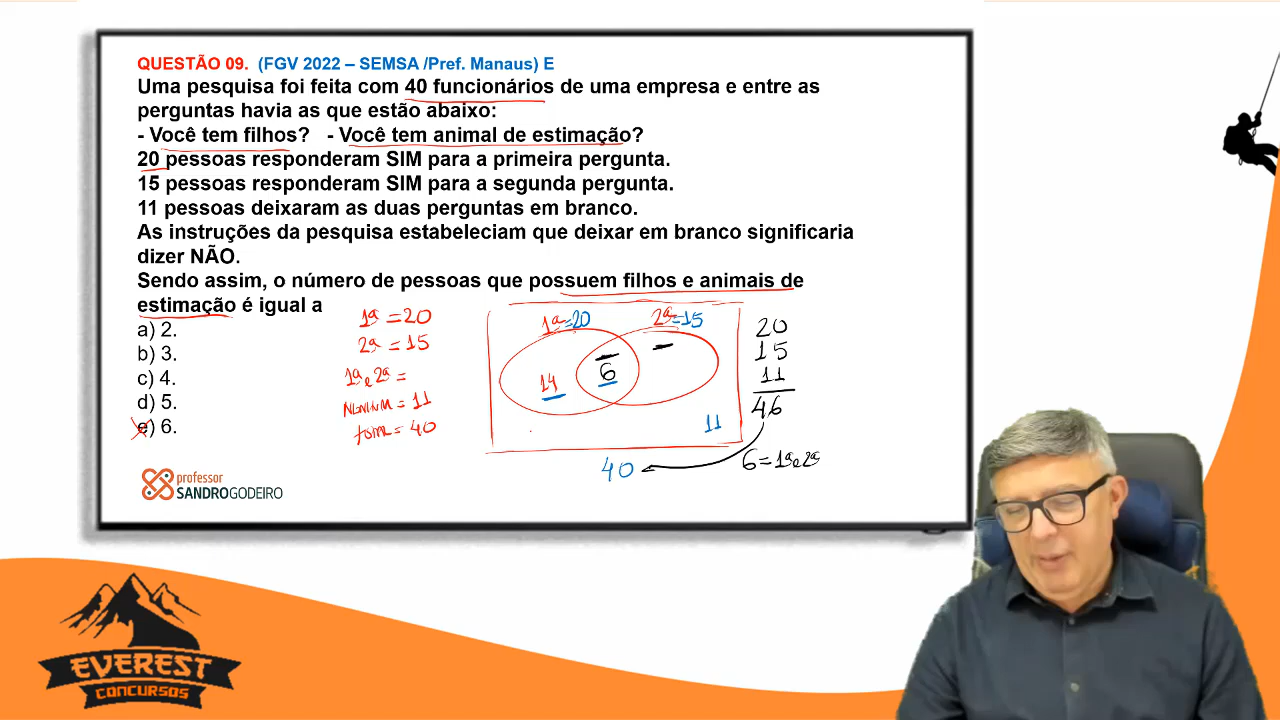 QUESTÃO 09. (FGV 2022 – SEMSA /Pref. Manaus) E
Uma pesquisa foi feita com 40 funcionários de uma empresa e entre as
perguntas havia as que estão abaixo:
- Você tem filhos? - Você tem animal de estimação?
20 pessoas responderam SIM para a primeira pergunta.
15 pessoas responderam SIM para a segunda pergunta.
11 pessoas deixaram as duas perguntas em branco.
As instruções da pesquisa estabeleciam que deixar em branco significaria
dizer NÃO.
Sendo assim, o número de pessoas que possuem filhos e animais de
estimação é igual a
a) 2.
b) 3.
c) 4.
d) 5.
e) 6.
1ª = 20
2ª = 15
1ª e 2ª =
= 11
= 40
1ª = 20
2ª = 15
14
6
11
40
20
15
11
46
6 = 1ª e 2ª
professor
SANDROGODEIRO
EVEREST
CONCURSOS